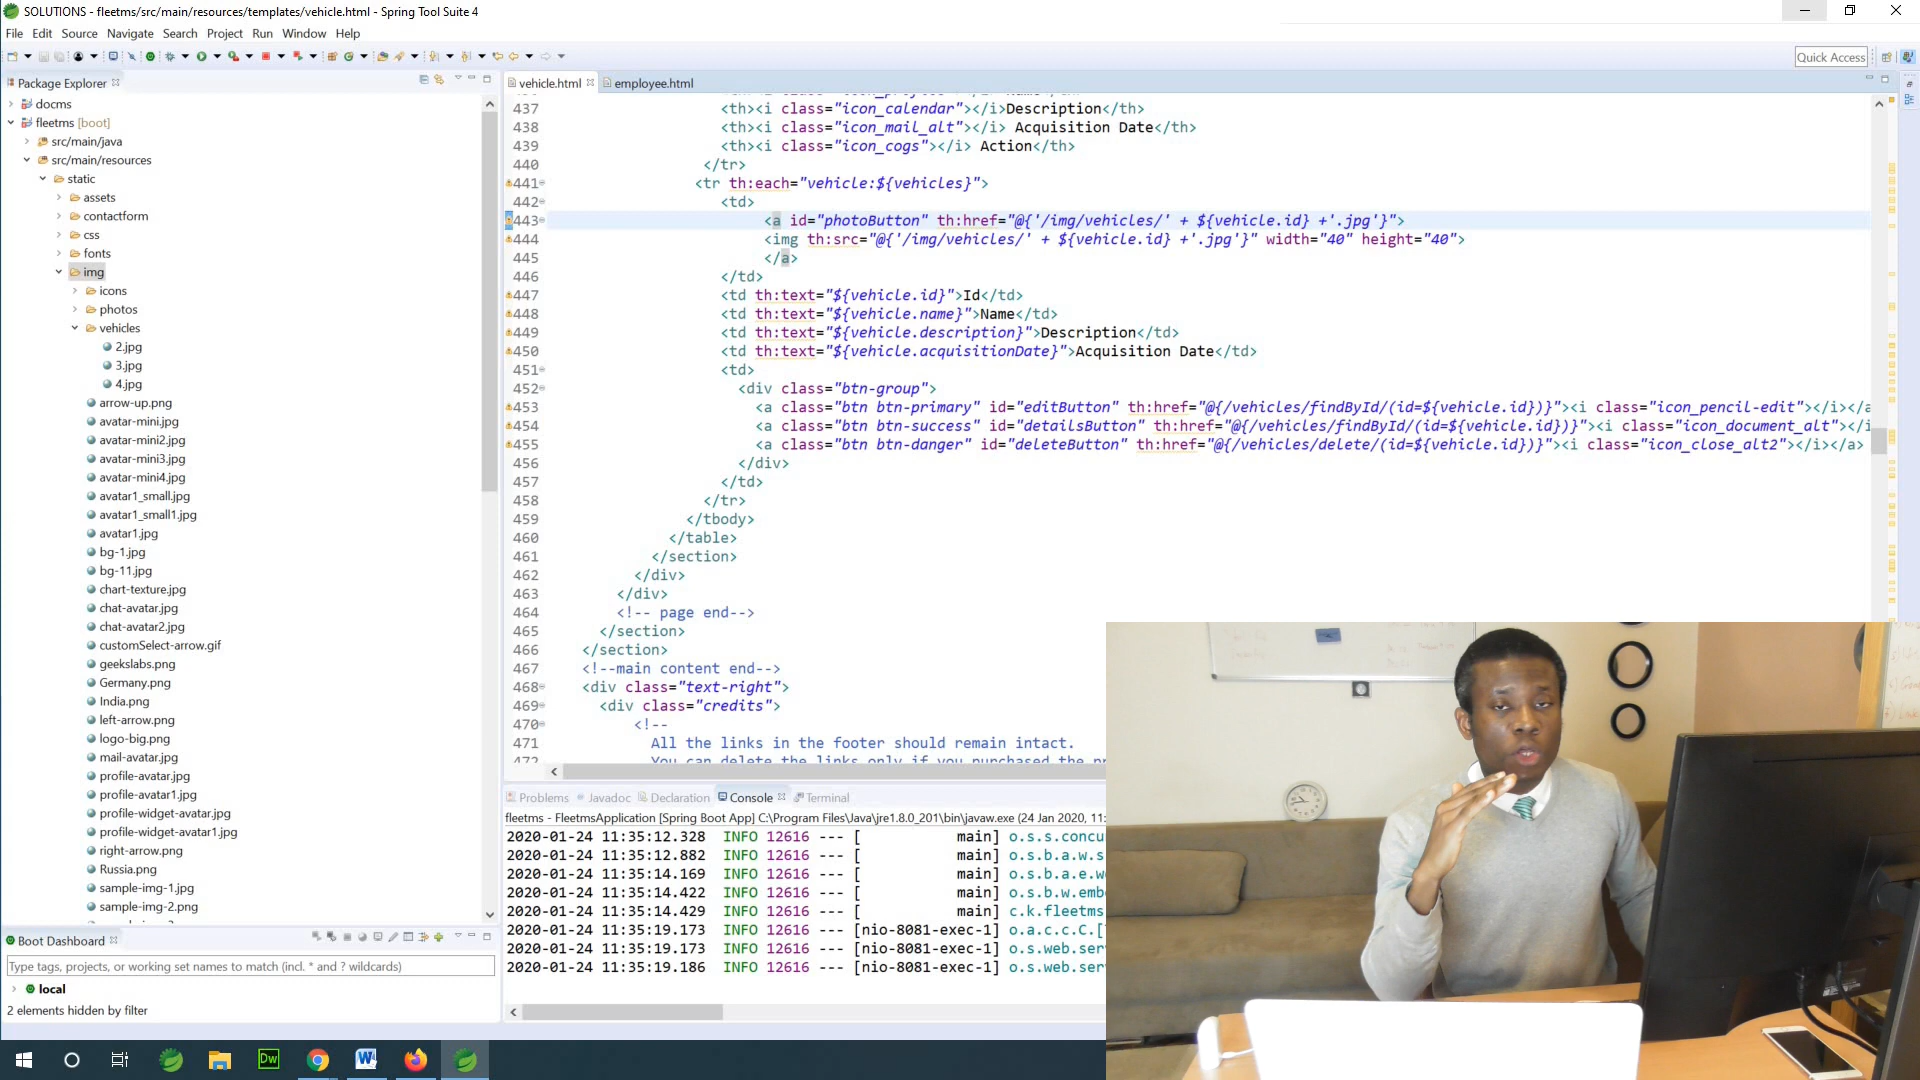 SOLUTIONS - fleetms/src/main/resources/templates/vehicle.html - Spring Tool Suite 4
File Edit Source Navigate Search Project Run Window Help
Quick Access
Package Explorer
docms
fleetms [boot]
src/main/java
src/main/resources
static
assets
contactform
css
fonts
img
icons
photos
vehicles
2.jpg
3.jpg
4.jpg
arrow-up.png
avatar-mini.jpg
avatar-mini2.jpg
avatar-mini3.jpg
avatar-mini4.jpg
avatar1_small.jpg
avatar1_small1.jpg
avatar1.jpg
bg-1.jpg
bg-11.jpg
chart-texture.jpg
chat-avatar.jpg
chat-avatar2.jpg
customSelect-arrow.gif
geekslabs.png
Germany.png
India.png
left-arrow.png
logo-big.png
mail-avatar.jpg
profile-avatar.jpg
profile-avatar1.jpg
profile-widget-avatar.jpg
profile-widget-avatar1.jpg
right-arrow.png
Russia.png
sample-img-1.jpg
sample-img-2.png
Boot Dashboard
Type tags, projects, or working set names to match (incl. * and ? wildcards)
local
2 elements hidden by filter
vehicle.html employee.html
437 <th><i class="icon_calendar"></i>Description</th>
438 <th><i class="icon_mail_alt"></i> Acquisition Date</th>
439 <th><i class="icon_cogs"></i> Action</th>
440 </tr>
441 <tr th:each="vehicle:${vehicles}">
442 <td>
443 <a id="photoButton" th:href="@{'/img/vehicles/' + ${vehicle.id} +'.jpg'}">
444 <img th:src="@{'/img/vehicles/' + ${vehicle.id} +'.jpg'}" width="40" height="40">
445 </a>
446 </td>
447 <td th:text="${vehicle.id}">Id</td>
448 <td th:text="${vehicle.name}">Name</td>
449 <td th:text="${vehicle.description}">Description</td>
450 <td th:text="${vehicle.acquisitionDate}">Acquisition Date</td>
451 <td>
452 <div class="btn-group">
453 <a class="btn btn-primary" id="editButton" th:href="@{/vehicles/findById/(id=${vehicle.id})}"><i class="icon_pencil-edit"></i></a
454 <a class="btn btn-success" id="detailsButton" th:href="@{/vehicles/findById/(id=${vehicle.id})}"><i class="icon_document_alt"></i
455 <a class="btn btn-danger" id="deleteButton" th:href="@{/vehicles/delete/(id=${vehicle.id})}"><i class="icon_close_alt2"></i></a>
456 </div>
457 </td>
458 </tr>
459 </tbody>
460 </table>
461 </section>
462 </div>
463 </div>
464 <!-- page end-->
465 </section>
466 </section>
467 <!--main content end-->
468 <div class="text-right">
469 <div class="credits">
470 <!--
471 All the links in the footer should remain intact.
472 You can delete the links only if you purchased the pr
Problems Javadoc Declaration Console Terminal
fleetms - FleetmsApplication [Spring Boot App] C:\Program Files\Java\jre1.8.0_201\bin\javaw.exe (24 Jan 2020, 11:
2020-01-24 11:35:12.328 INFO 12616 --- [ main] o.s.s.concu
2020-01-24 11:35:12.882 INFO 12616 --- [ main] o.s.b.a.w.s
2020-01-24 11:35:14.169 INFO 12616 --- [ main] o.s.b.a.e.we
2020-01-24 11:35:14.422 INFO 12616 --- [ main] o.s.b.w.emb
2020-01-24 11:35:14.429 INFO 12616 --- [ main] c.k.fleetms
2020-01-24 11:35:19.173 INFO 12616 --- [nio-8081-exec-1] o.a.c.c.C.[
2020-01-24 11:35:19.173 INFO 12616 --- [nio-8081-exec-1] o.s.web.ser
2020-01-24 11:35:19.186 INFO 12616 --- [nio-8081-exec-1] o.s.web.ser
Dw